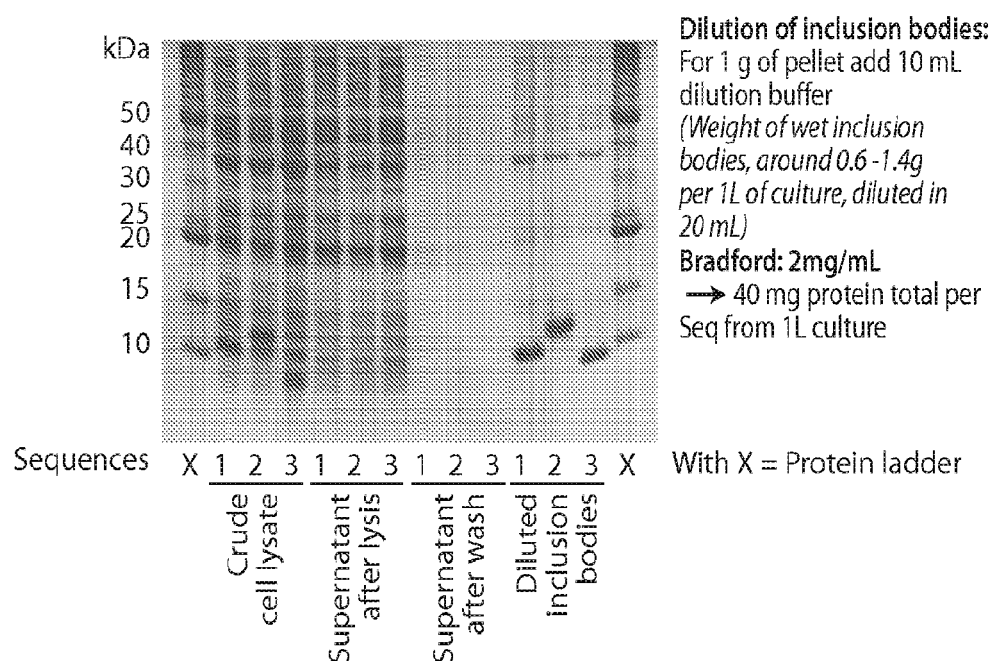 kDa
50
40
30
25
20
15
10
Dilution of inclusion bodies:
For 1 g of pellet add 10 mL
dilution buffer
(Weight of wet inclusion
bodies, around 0.6 -1.4g
per 1L of culture, diluted in
20 mL)
Bradford: 2mg/mL
→ 40 mg protein total per
Seq from 1L culture
Sequences X 1 2 3 1 2 3 1 2 3 1 2 3 X With X = Protein ladder
Crude
cell lysate
Supernatant
after lysis
Supernatant
after wash
Diluted
inclusion
bodies